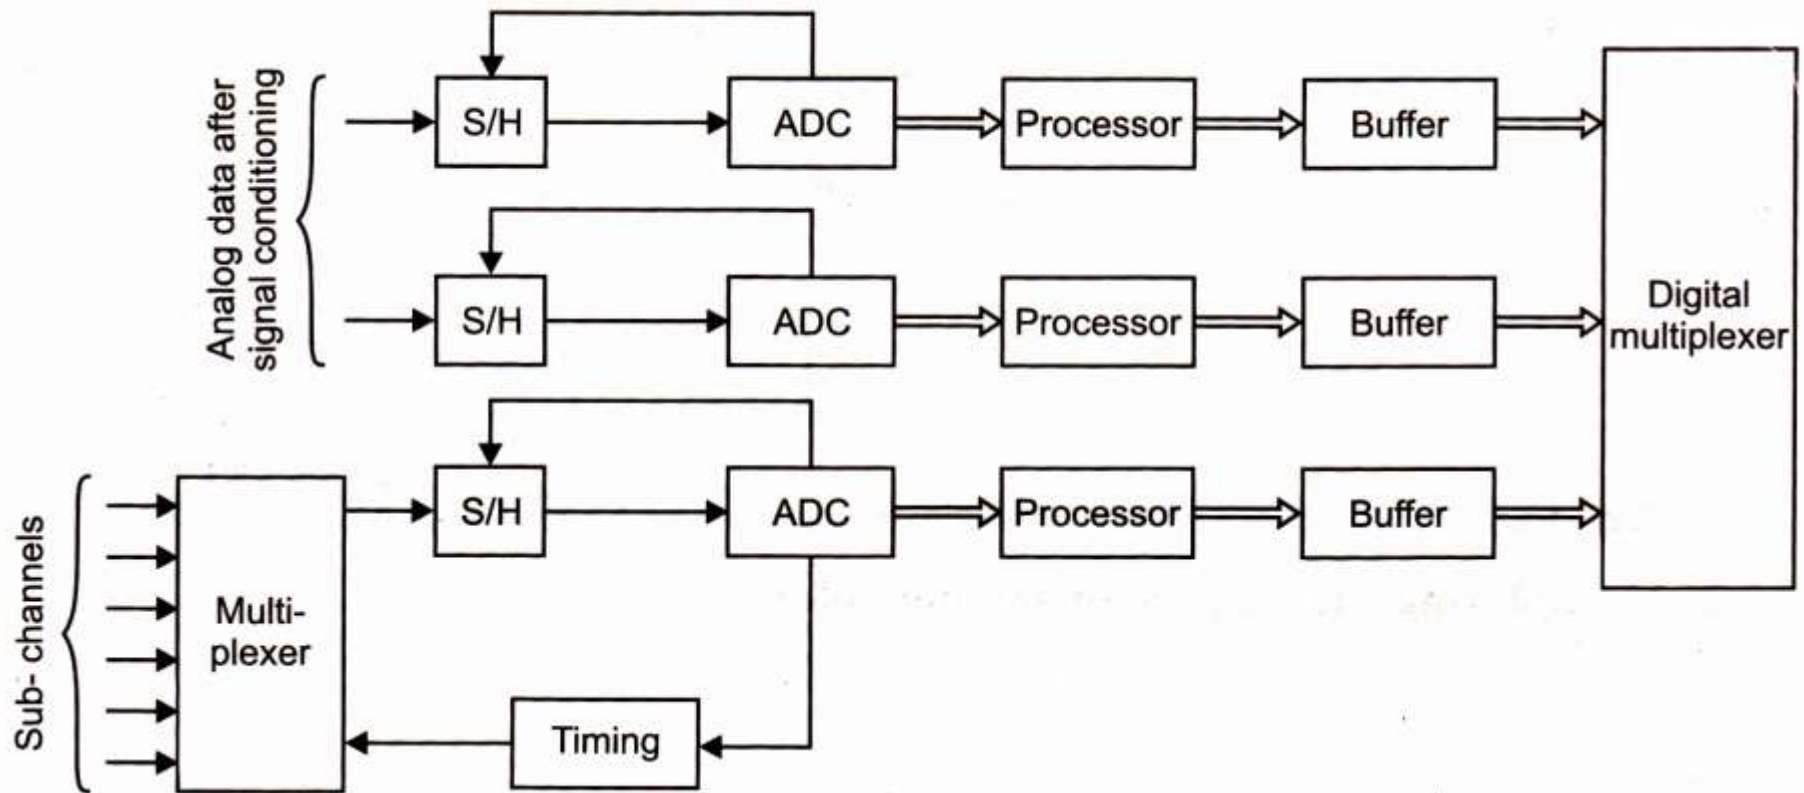 Analog data after
signal conditioning
S/H
ADC
Processor
Buffer
S/H
ADC
Processor
Buffer
Digital
multiplexer
Sub- channels
Multi-
plexer
S/H
ADC
Processor
Buffer
Timing